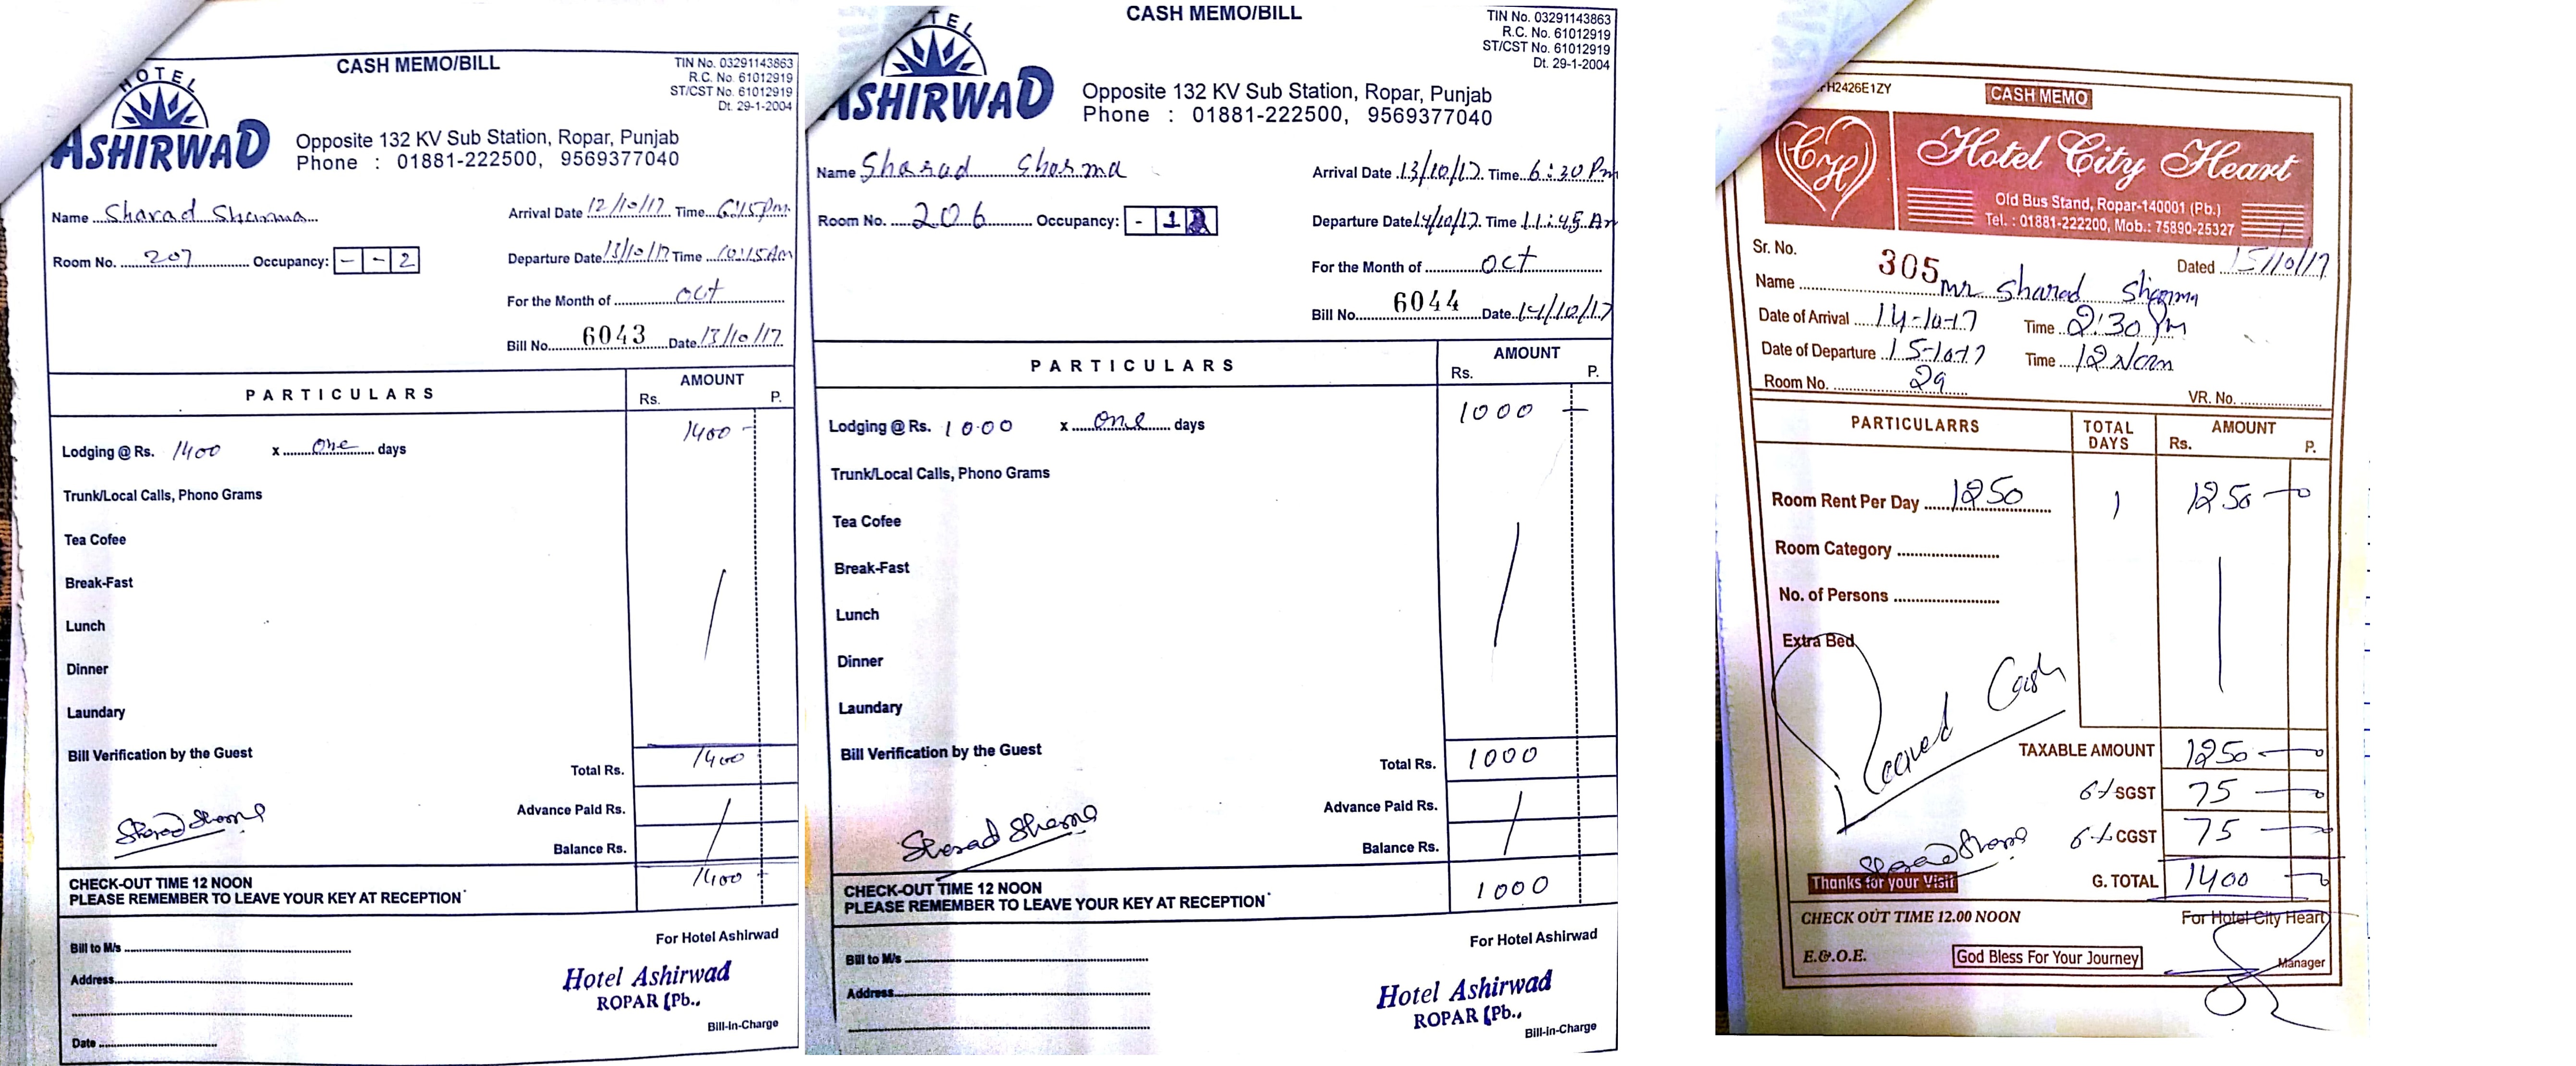 HOTEL
ASHIRWAD
CASH MEMO/BILL
TIN No. 03291143863
R.C. No. 61012919
ST/CST No. 61012919
Dt. 29-1-2004
Opposite 132 KV Sub Station, Ropar, Punjab
Phone : 01881-222500, 9569377040
Name Sharad Sharma
Arrival Date 12/10/17 Time 6:15 pm
Room No. 207 Occupancy: - - 2
Departure Date 13/10/17 Time 10:15 AM
For the Month of oct
Bill No. 6043 Date 13/10/17
PARTICULARS AMOUNT
Rs. P.
Lodging @ Rs. 1400 x one days 1400 -
Trunk/Local Calls, Phono Grams
Tea Cofee
Break-Fast
Lunch
Dinner
Laundary
Bill Verification by the Guest
Total Rs. 1400
Sharad Sharma
Advance Paid Rs.
Balance Rs.
CHECK-OUT TIME 12 NOON 1400
PLEASE REMEMBER TO LEAVE YOUR KEY AT RECEPTION
Bill to M/s
For Hotel Ashirwad
Address
Hotel Ashirwad
ROPAR (Pb.,
Bill-In-Charge
Date
TEL
ASHIRWAD
CASH MEMO/BILL
TIN No. 03291143863
R.C. No. 61012919
ST/CST No. 61012919
Dt. 29-1-2004
Opposite 132 KV Sub Station, Ropar, Punjab
Phone : 01881-222500, 9569377040
Name Sharad Sharma
Arrival Date 13/10/17 Time 6:30 Pm
Room No. 206 Occupancy: - 1
Departure Date 14/10/17 Time 11:45 Am
For the Month of oct
Bill No. 6044 Date 14/10/17
PARTICULARS AMOUNT
Rs. P.
Lodging @ Rs. 1000 x one days 1000
Trunk/Local Calls, Phono Grams
Tea Cofee
Break-Fast
Lunch
Dinner
Laundary
Bill Verification by the Guest
Total Rs. 1000
Sharad Sharma
Advance Paid Rs.
Balance Rs.
CHECK-OUT TIME 12 NOON 1000
PLEASE REMEMBER TO LEAVE YOUR KEY AT RECEPTION
Bill to M/s
For Hotel Ashirwad
Address
Hotel Ashirwad
ROPAR (Pb.,
Bill-In-Charge
H2426E1ZY
CASH MEMO
CH
Hotel City Heart
Old Bus Stand, Ropar-140001 (Pb.)
Tel. : 01881-222200, Mob.: 75890-25327
Sr. No. 305 Dated 15/10/17
Name Mr Sharad Sharma
Date of Arrival 14-10-17 Time 2:30 Pm
Date of Departure 15-10-17 Time 12 Noon
Room No. 29
VR. No.
PARTICULARRS TOTAL DAYS AMOUNT
Rs. P.
Room Rent Per Day 1250 1 1250
Room Category
No. of Persons
Extra Bed
Cash
TAXABLE AMOUNT 1250
6% SGST 75
6% CGST 75
Sharad Sharma
Thanks for your Visit
G. TOTAL 1400
CHECK OUT TIME 12.00 NOON
For Hotel City Heart
E.&.O.E.
God Bless For Your Journey
Manager